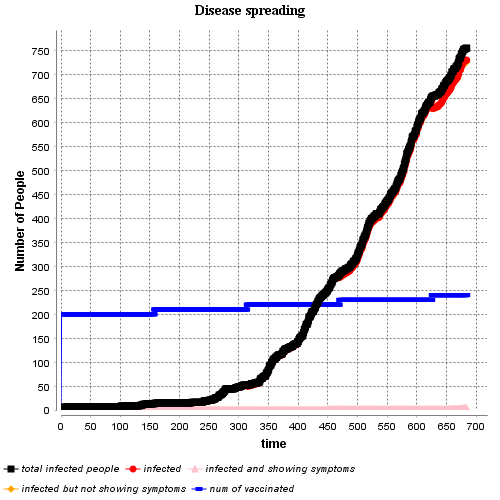 Disease spreading
Number of People
750
700
650
600
550
500
450
400
350
300
250
200
150
100
50
0
0 50 100 150 200 250 300 350 400 450 500 550 600 650 700
time
total infected people infected infected and showing symptoms
infected but not showing symptoms num of vaccinated